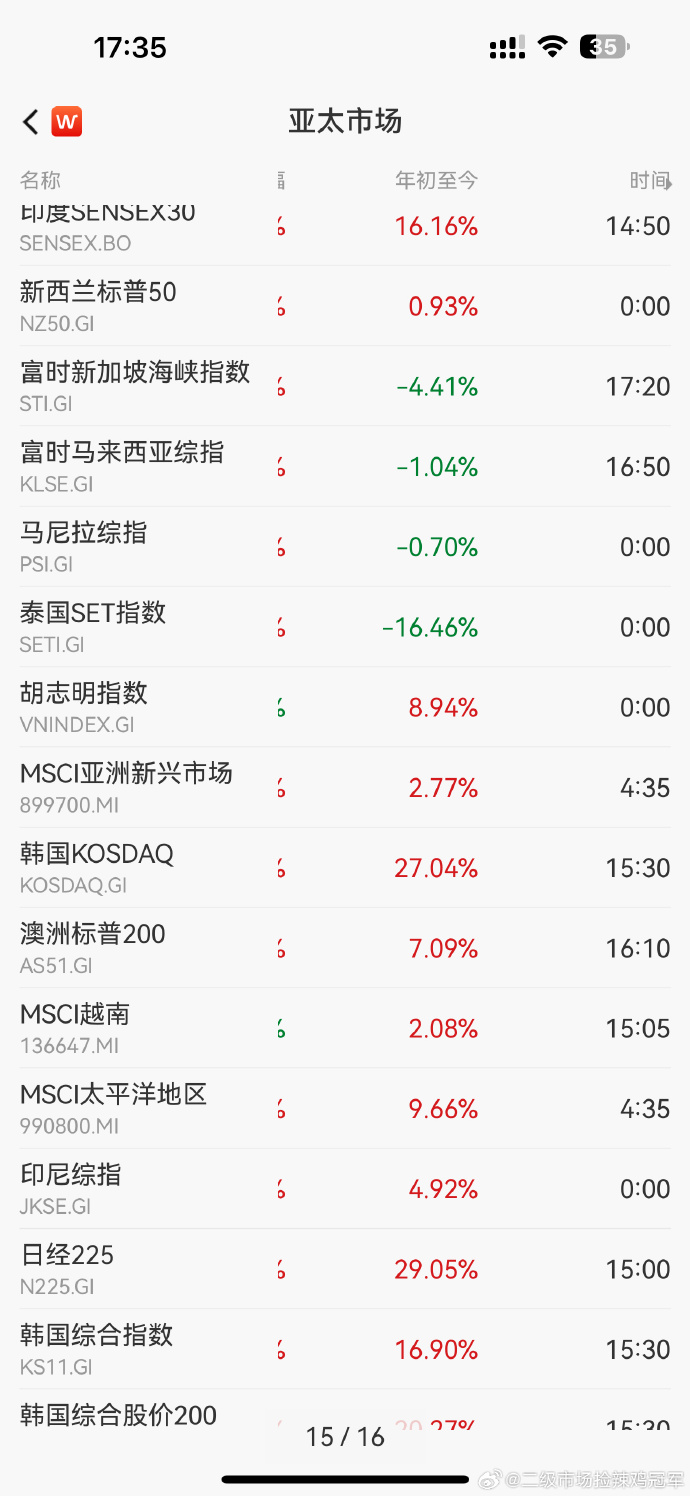 17:35
35
W
亚太市场
名称 幅 年初至今 时间
印度SENSEX30 % 16.16% 14:50
SENSEX.BO
新西兰标普50 % 0.93% 0:00
NZ50.GI
富时新加坡海峡指数 % -4.41% 17:20
STI.GI
富时马来西亚综指 % -1.04% 16:50
KLSE.GI
马尼拉综指 % -0.70% 0:00
PSI.GI
泰国SET指数 % -16.46% 0:00
SETI.GI
胡志明指数 % 8.94% 0:00
VNINDEX.GI
MSCI亚洲新兴市场 % 2.77% 4:35
899700.MI
韩国KOSDAQ % 27.04% 15:30
KOSDAQ.GI
澳洲标普200 % 7.09% 16:10
AS51.GI
MSCI越南 % 2.08% 15:05
136647.MI
MSCI太平洋地区 % 9.66% 4:35
990800.MI
印尼综指 % 4.92% 0:00
JKSE.GI
日经225 % 29.05% 15:00
N225.GI
韩国综合指数 % 16.90% 15:30
KS11.GI
韩国综合股价200 20.27% 15:30
15 / 16
@二级市场捡辣鸡冠军